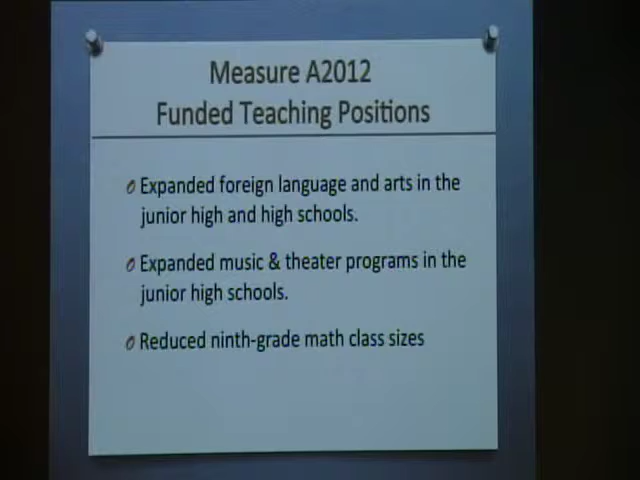 Measure A2012
Funded Teaching Positions
Expanded foreign language and arts in the
junior high and high schools.
Expanded music & theater programs in the
junior high schools.
Reduced ninth-grade math class sizes